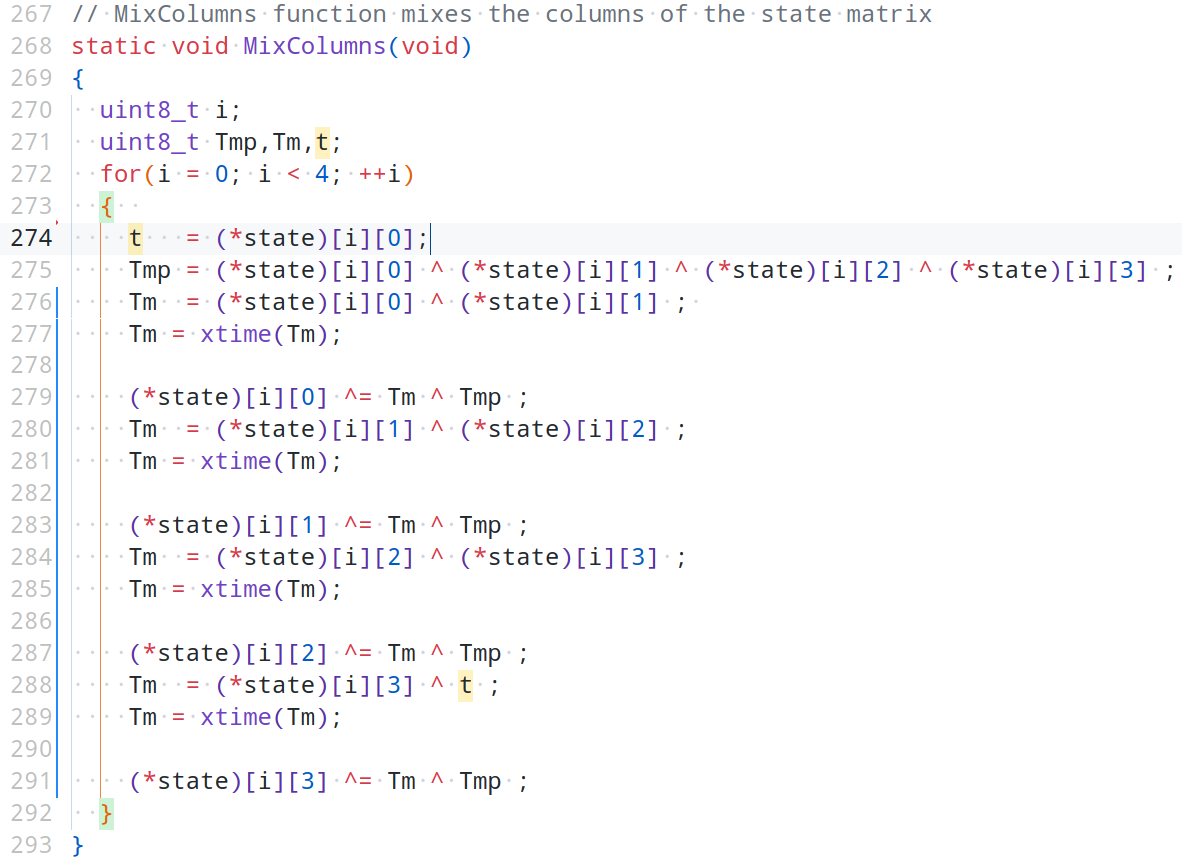 267 // MixColumns function mixes the columns of the state matrix
268 static void MixColumns(void)
269 {
270   uint8_t i;
271   uint8_t Tmp,Tm,t;
272   for(i = 0; i < 4; ++i)
273   {
274     t   = (*state)[i][0];
275     Tmp = (*state)[i][0] ^ (*state)[i][1] ^ (*state)[i][2] ^ (*state)[i][3] ;
276     Tm  = (*state)[i][0] ^ (*state)[i][1] ;
277     Tm = xtime(Tm);
278
279     (*state)[i][0] ^= Tm ^ Tmp ;
280     Tm  = (*state)[i][1] ^ (*state)[i][2] ;
281     Tm = xtime(Tm);
282
283     (*state)[i][1] ^= Tm ^ Tmp ;
284     Tm  = (*state)[i][2] ^ (*state)[i][3] ;
285     Tm = xtime(Tm);
286
287     (*state)[i][2] ^= Tm ^ Tmp ;
288     Tm  = (*state)[i][3] ^ t ;
289     Tm = xtime(Tm);
290
291     (*state)[i][3] ^= Tm ^ Tmp ;
292   }
293 }